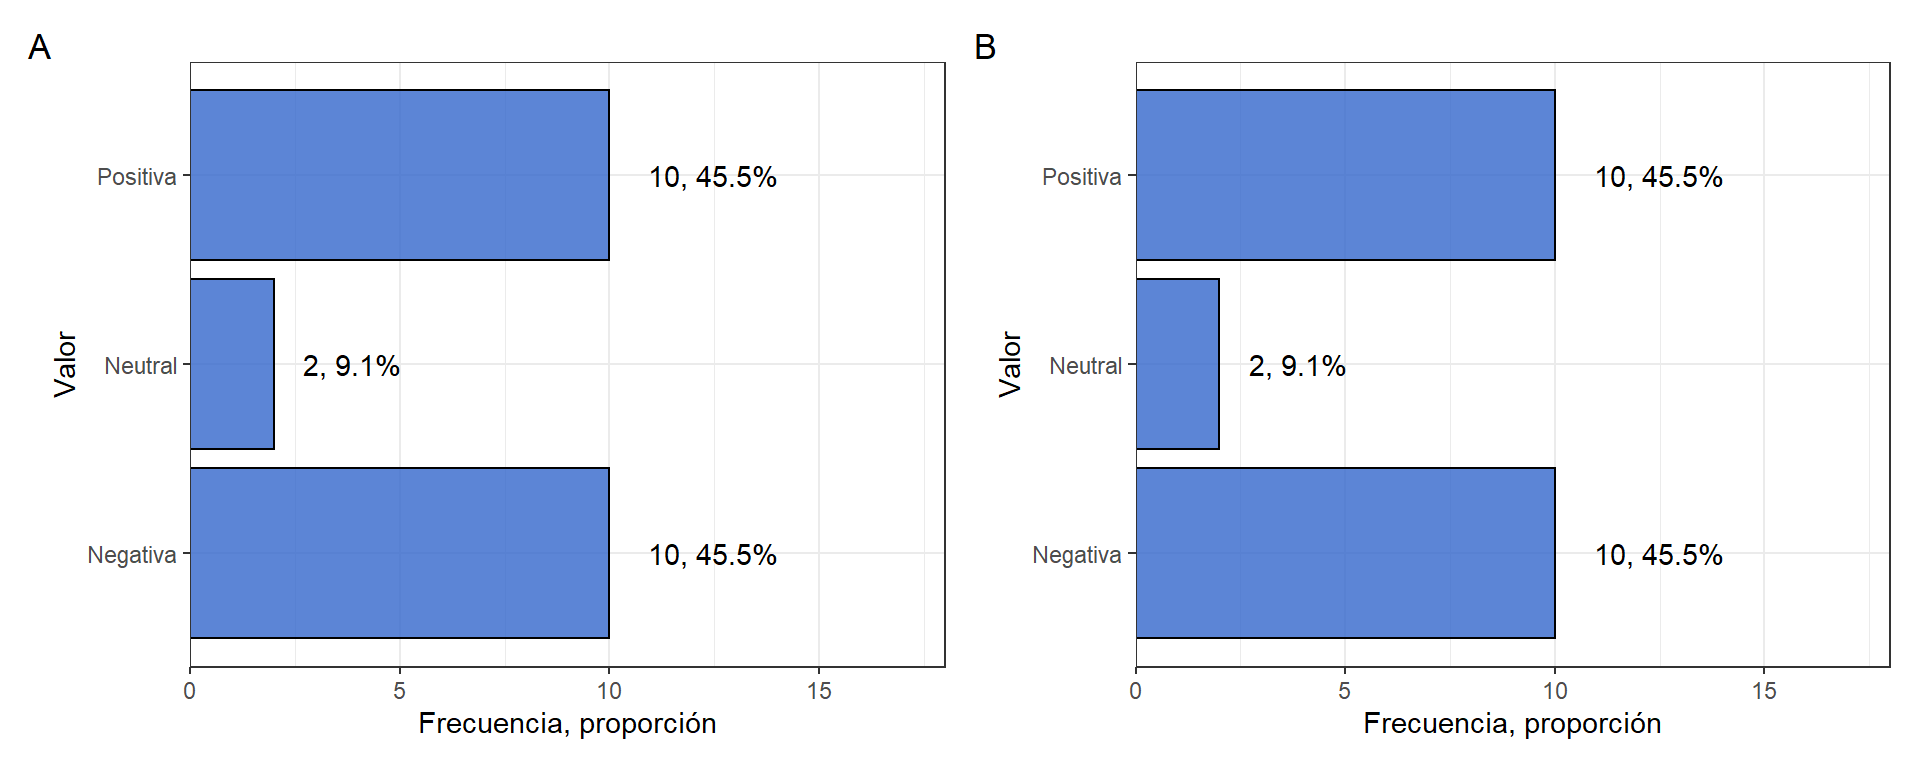 A
Positiva
10, 45.5%
Neutral
2, 9.1%
Negativa
10, 45.5%
Valor
0 5 10 15
Frecuencia, proporción
B
Positiva
10, 45.5%
Neutral
2, 9.1%
Negativa
10, 45.5%
Valor
0 5 10 15
Frecuencia, proporción